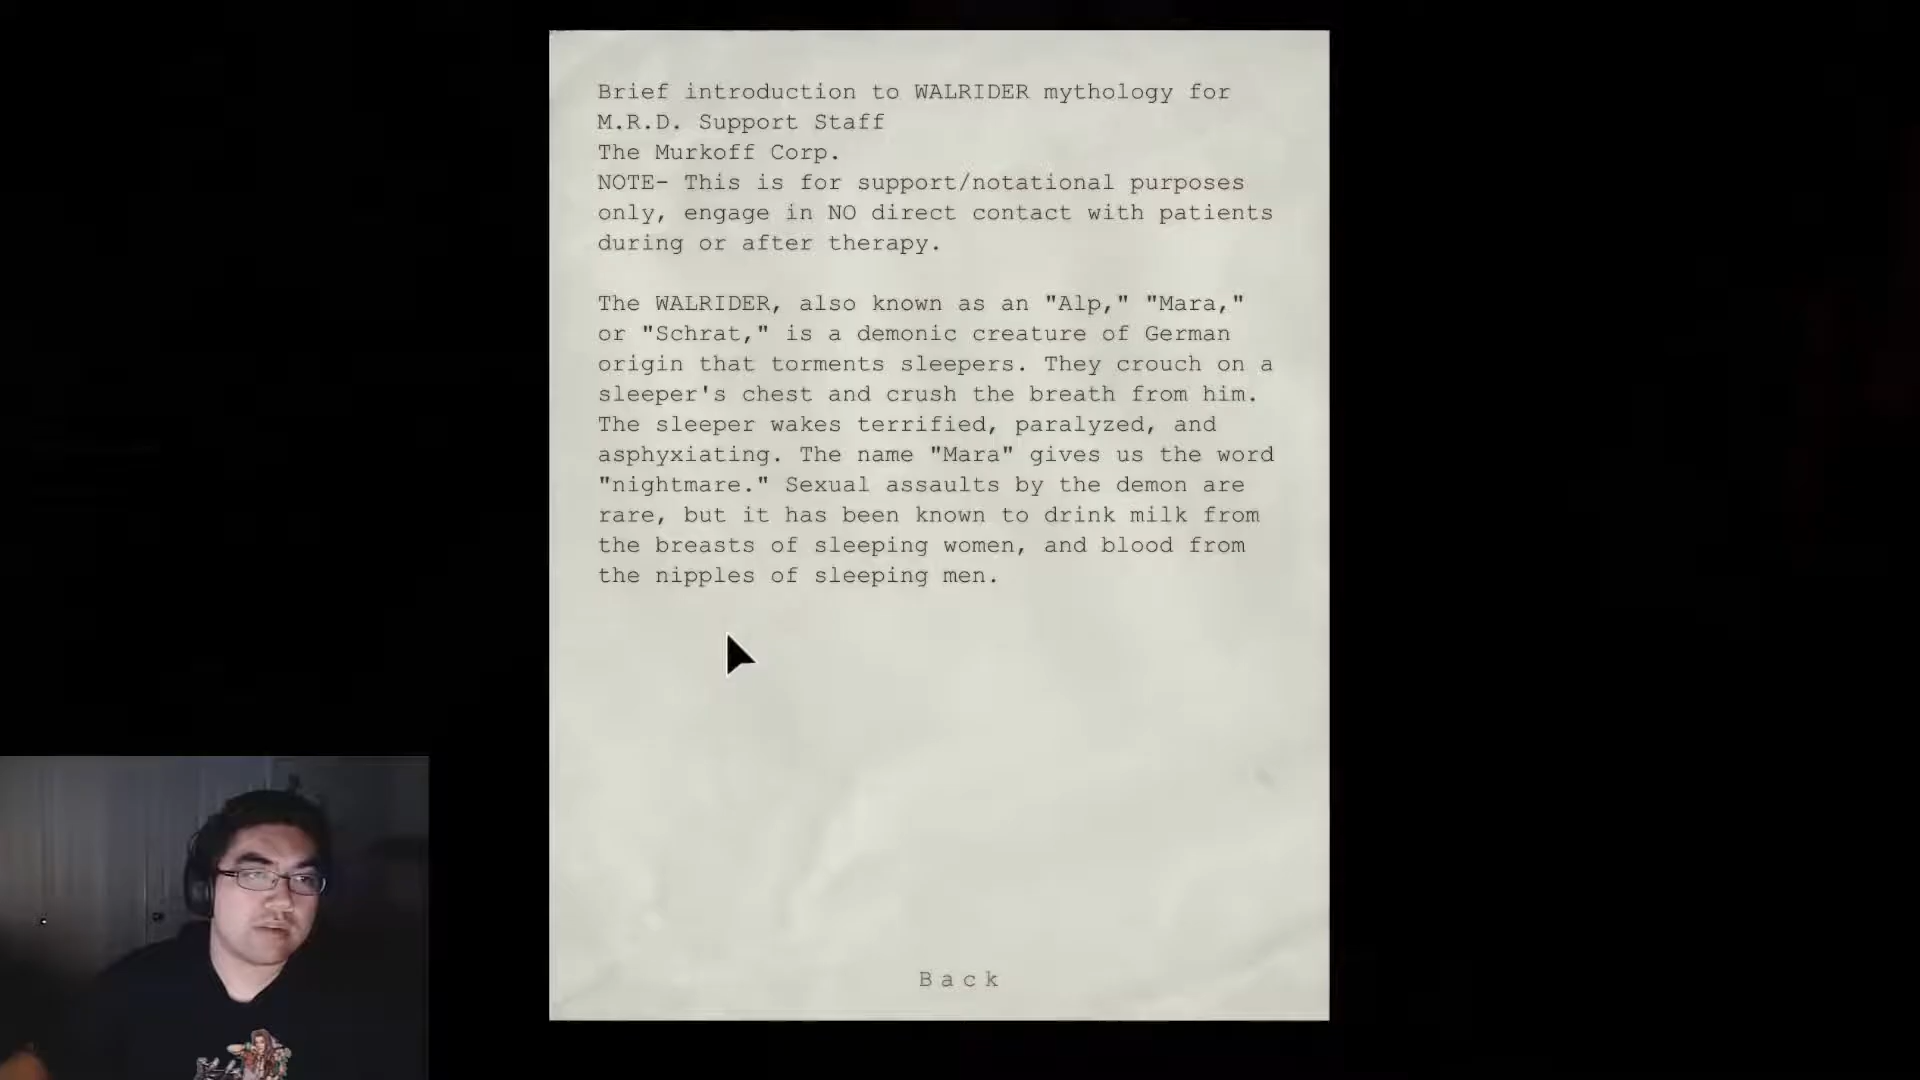 Brief introduction to WALRIDER mythology for
M.R.D. Support Staff
The Murkoff Corp.
NOTE- This is for support/notational purposes
only, engage in NO direct contact with patients
during or after therapy.
The WALRIDER, also known as an "Alp," "Mara,"
or "Schrat," is a demonic creature of German
origin that torments sleepers. They crouch on a
sleeper's chest and crush the breath from him.
The sleeper wakes terrified, paralyzed, and
asphyxiating. The name "Mara" gives us the word
"nightmare." Sexual assaults by the demon are
rare, but it has been known to drink milk from
the breasts of sleeping women, and blood from
the nipples of sleeping men.
Back